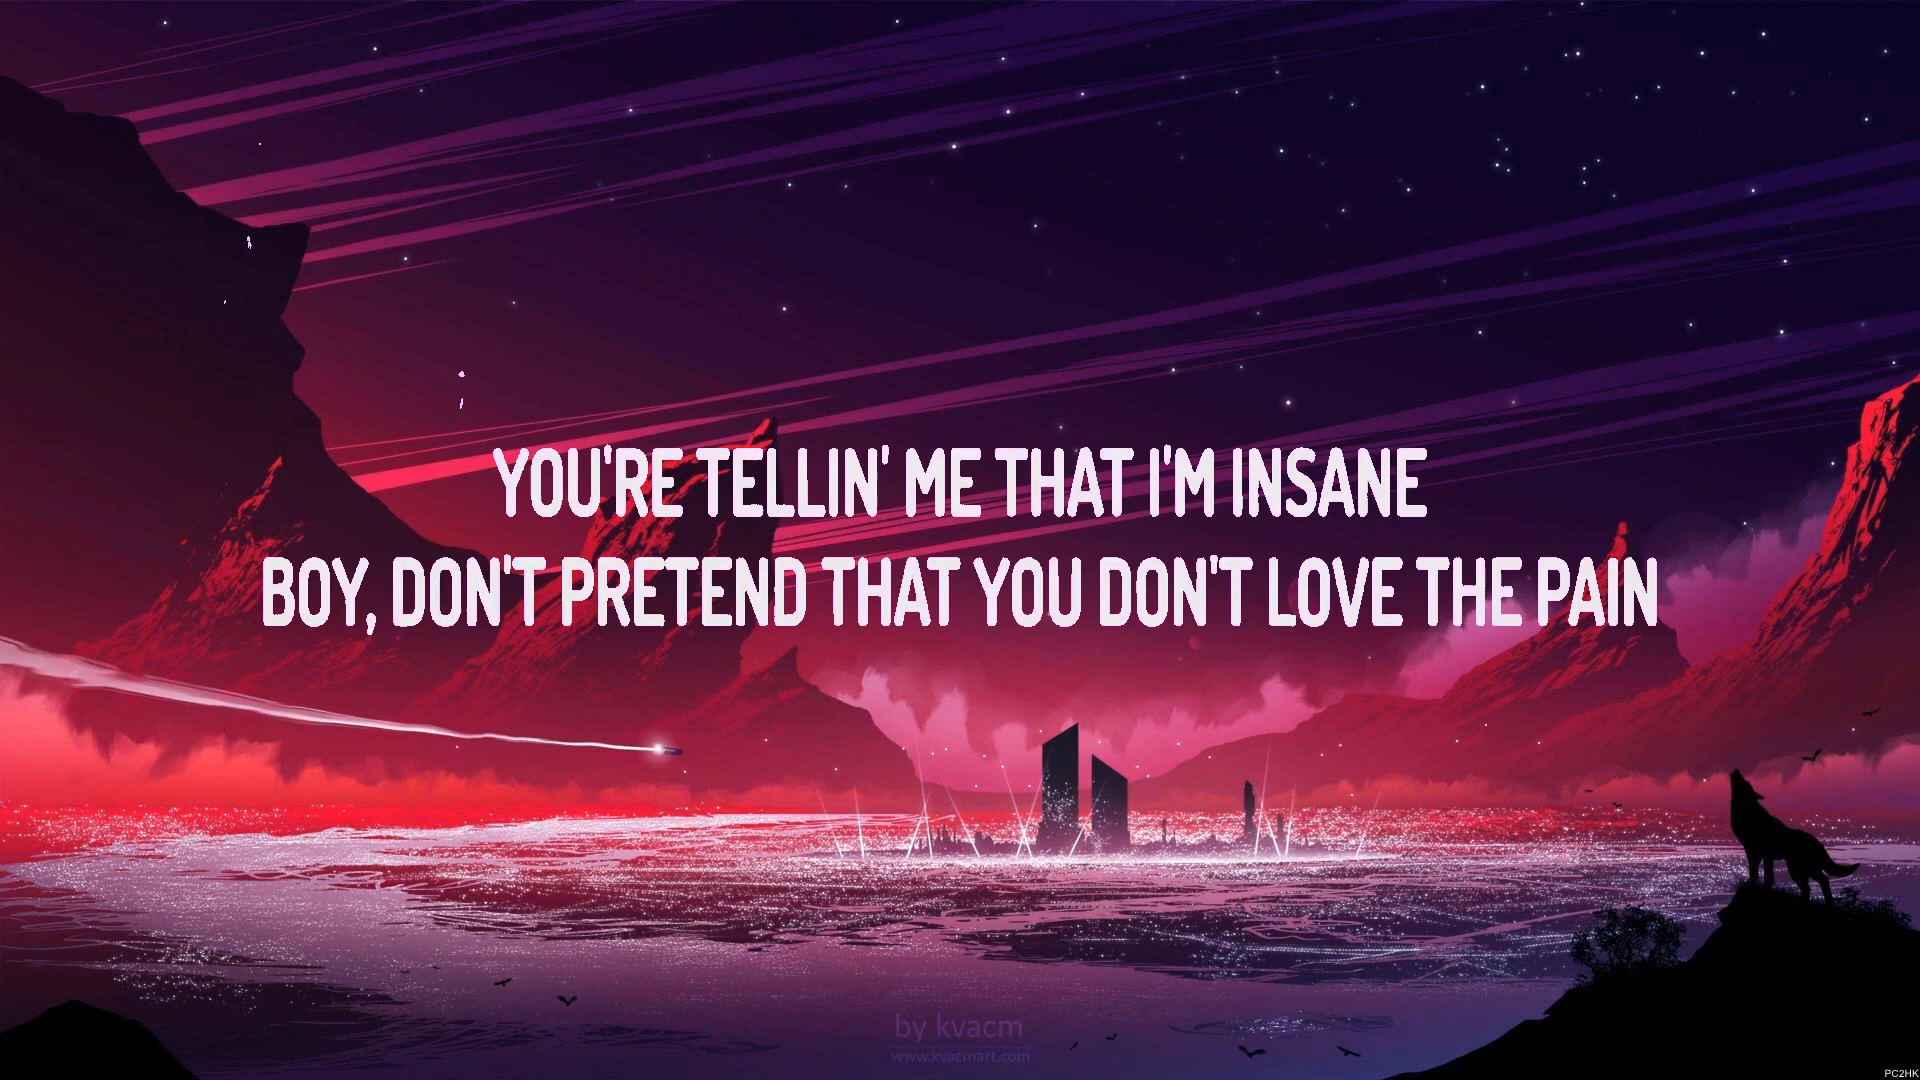 YOU'RE TELLIN' ME THAT I'M INSANE
BOY, DON'T PRETEND THAT YOU DON'T LOVE THE PAIN
by kvacm
www.kvacmart.com
PC2HK